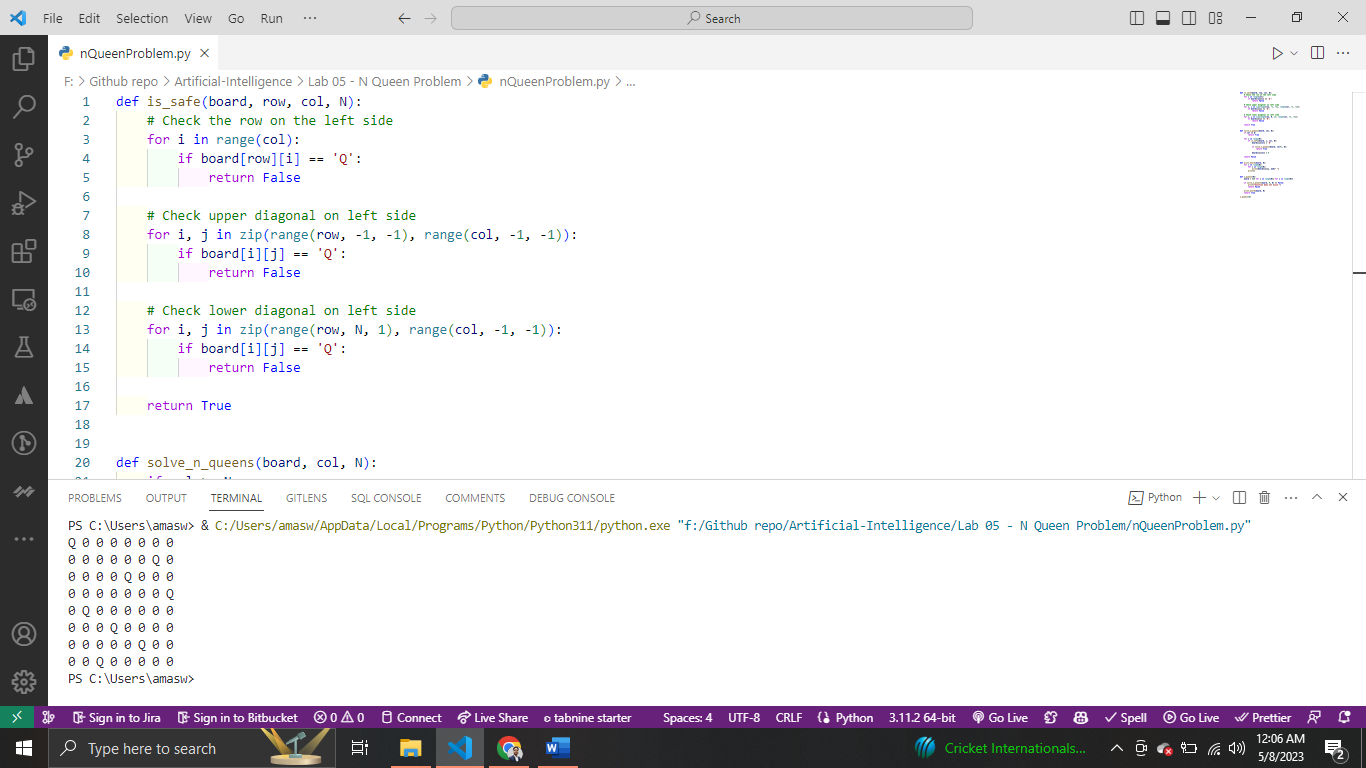 File Edit Selection View Go Run ··· Search
nQueenProblem.py
F: > Github repo > Artificial-Intelligence > Lab 05 - N Queen Problem > nQueenProblem.py > ...
1 def is_safe(board, row, col, N):
2     # Check the row on the left side
3     for i in range(col):
4         if board[row][i] == 'Q':
5             return False
6
7     # Check upper diagonal on left side
8     for i, j in zip(range(row, -1, -1), range(col, -1, -1)):
9         if board[i][j] == 'Q':
10             return False
11
12     # Check lower diagonal on left side
13     for i, j in zip(range(row, N, 1), range(col, -1, -1)):
14         if board[i][j] == 'Q':
15             return False
16
17     return True
18
19
20 def solve_n_queens(board, col, N):
PROBLEMS OUTPUT TERMINAL GITLENS SQL CONSOLE COMMENTS DEBUG CONSOLE Python
PS C:\Users\amasw> & C:/Users/amasw/AppData/Local/Programs/Python/Python311/python.exe "f:/Github repo/Artificial-Intelligence/Lab 05 - N Queen Problem/nQueenProblem.py"
Q 0 0 0 0 0 0 0
0 0 0 0 0 0 Q 0
0 0 0 0 Q 0 0 0
0 0 0 0 0 0 0 Q
0 Q 0 0 0 0 0 0
0 0 0 Q 0 0 0 0
0 0 0 0 0 Q 0 0
0 0 Q 0 0 0 0 0
PS C:\Users\amasw>
Sign in to Jira Sign in to Bitbucket 0 0 Connect Live Share tabnine starter Spaces: 4 UTF-8 CRLF Python 3.11.2 64-bit Go Live Spell Go Live Prettier
Type here to search W Cricket Internationals... 12:06 AM
5/8/2023 2